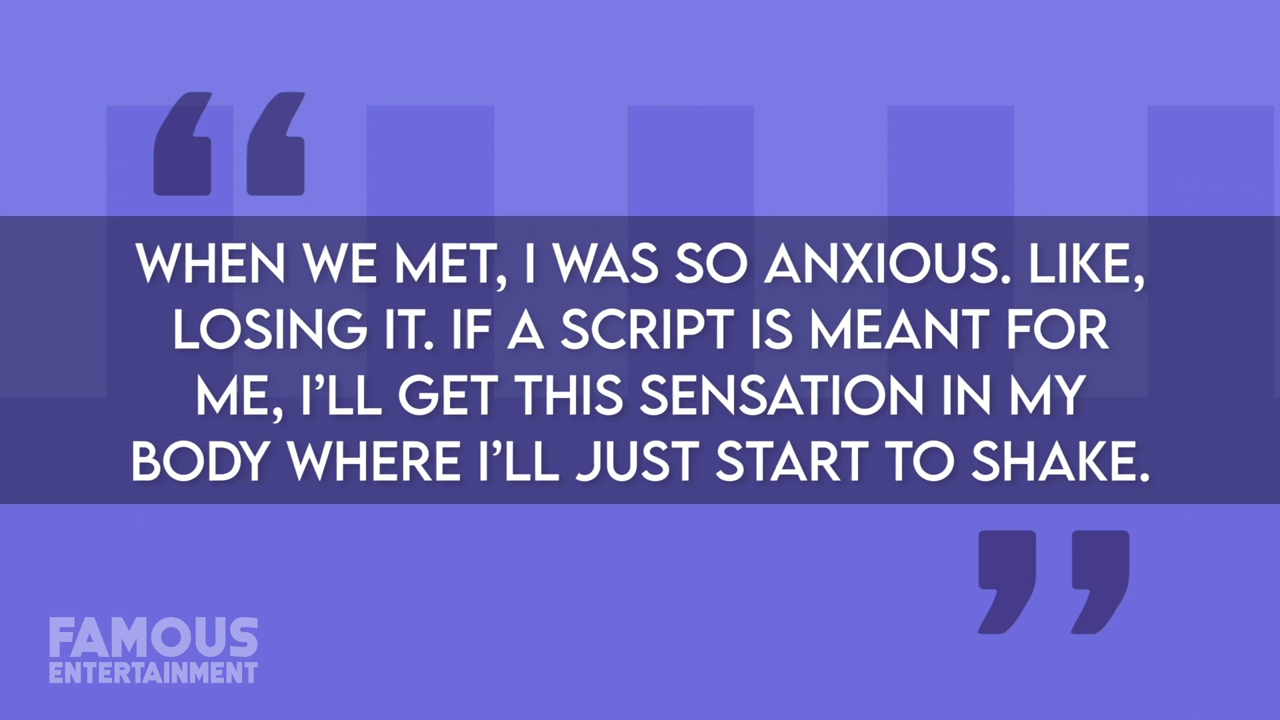 WHEN WE MET, I WAS SO ANXIOUS. LIKE,
LOSING IT. IF A SCRIPT IS MEANT FOR
ME, I’LL GET THIS SENSATION IN MY
BODY WHERE I’LL JUST START TO SHAKE.
FAMOUS
ENTERTAINMENT